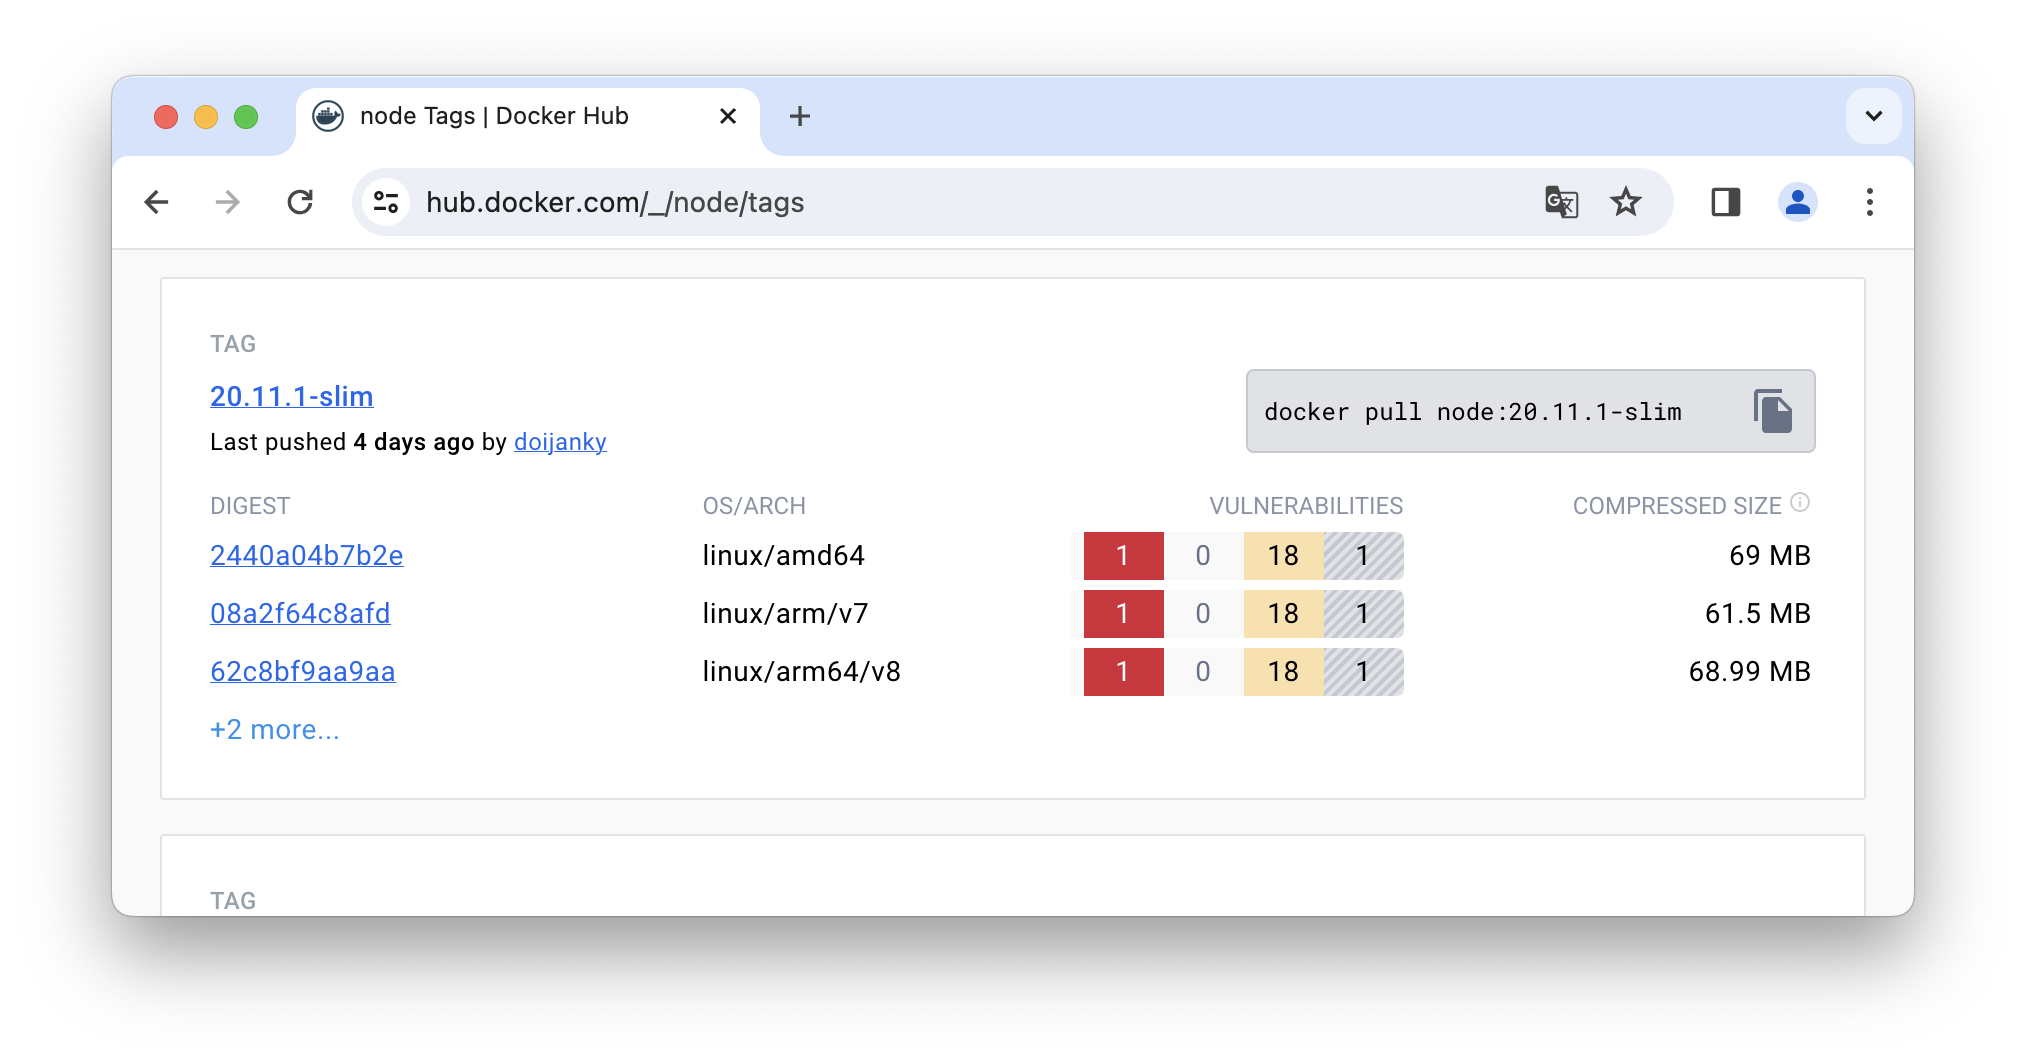 node Tags | Docker Hub
hub.docker.com/_/node/tags
TAG
20.11.1-slim
docker pull node:20.11.1-slim
Last pushed 4 days ago by doijanky
DIGEST OS/ARCH VULNERABILITIES COMPRESSED SIZE
2440a04b7b2e linux/amd64 1 0 18 1 69 MB
08a2f64c8afd linux/arm/v7 1 0 18 1 61.5 MB
62c8bf9aa9aa linux/arm64/v8 1 0 18 1 68.99 MB
+2 more...
TAG